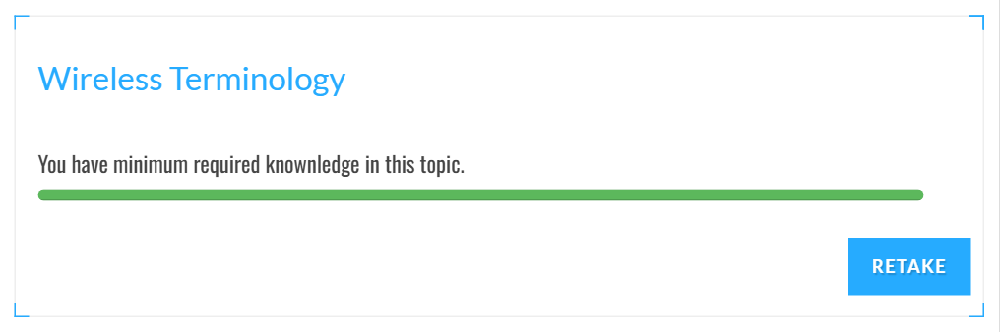 Wireless Terminology
You have minimum required knownledge in this topic.
RETAKE